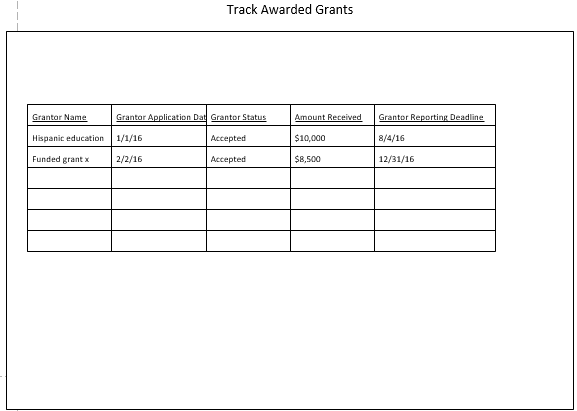 Track Awarded Grants
Grantor Name Grantor Application Dat Grantor Status Amount Received Grantor Reporting Deadline
Hispanic education 1/1/16 Accepted $10,000 8/4/16
Funded grant x 2/2/16 Accepted $8,500 12/31/16